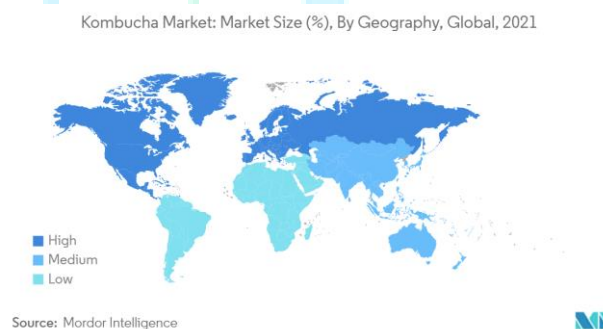 Kombucha Market: Market Size (%), By Geography, Global, 2021
High
Medium
Low
Source: Mordor Intelligence